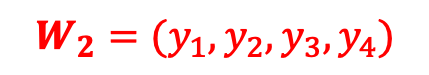 W₂ = (y₁, y₂, y₃, y₄)